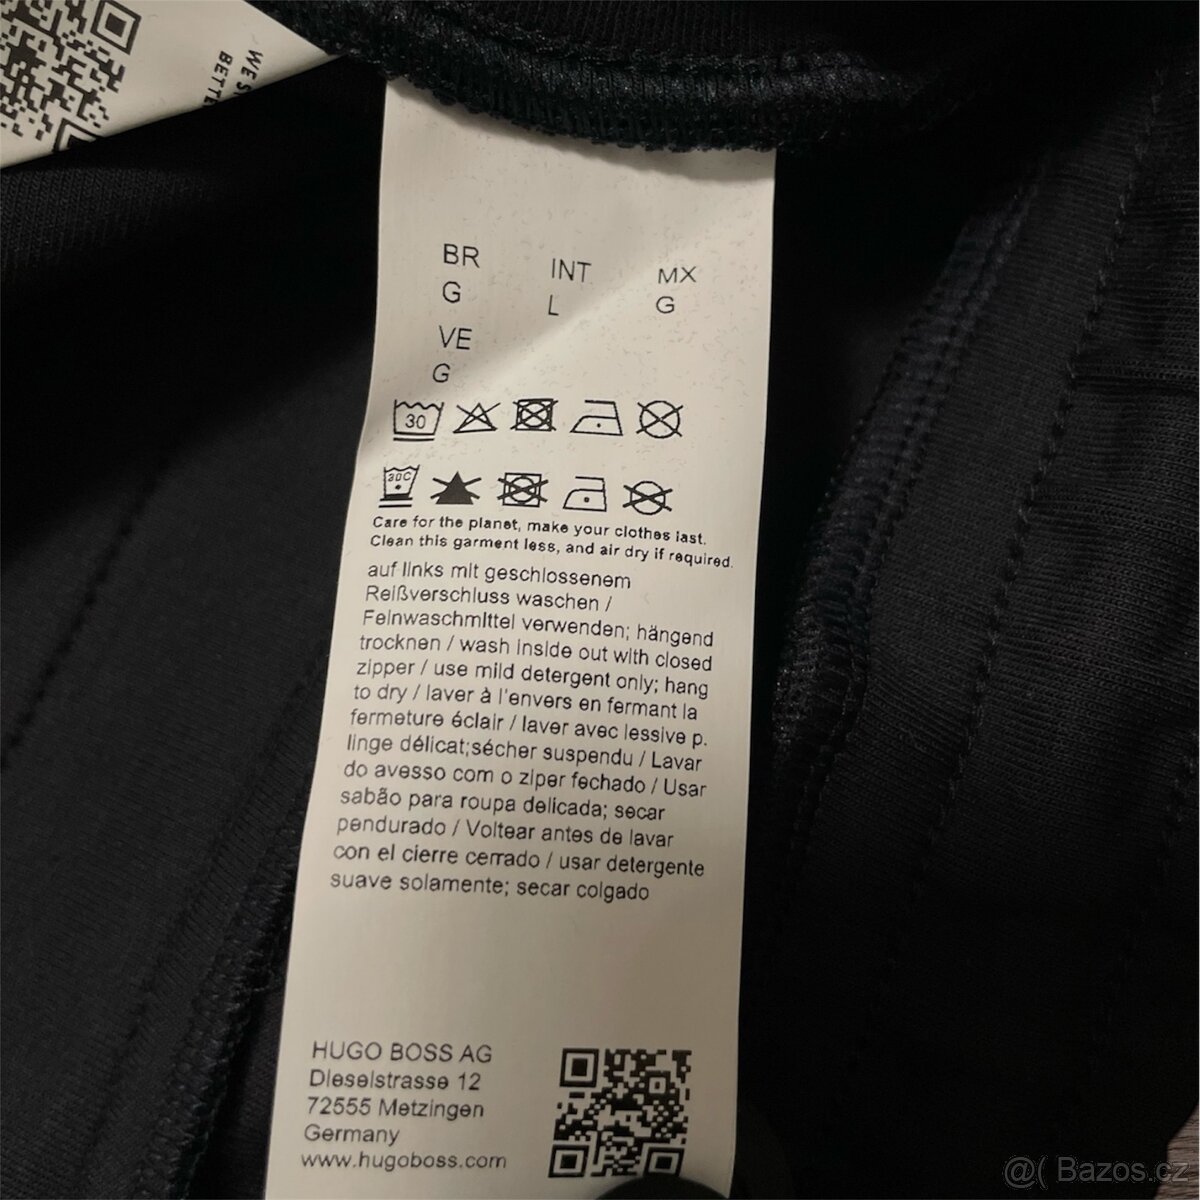 WE S
BETTE
BR INT MX
G L G
VE
G
30
30C
Care for the planet, make your clothes last.
Clean this garment less, and air dry if required.
auf links mit geschlossenem
Reißverschluss waschen /
Feinwaschmittel verwenden; hängend
trocknen / wash inside out with closed
zipper / use mild detergent only; hang
to dry / laver à l'envers en fermant la
fermeture éclair / laver avec lessive p.
linge délicat;sécher suspendu / Lavar
do avesso com o ziper fechado / Usar
sabão para roupa delicada; secar
pendurado / Voltear antes de lavar
con el cierre cerrado / usar detergente
suave solamente; secar colgado
HUGO BOSS AG
Dieselstrasse 12
72555 Metzingen
Germany
www.hugoboss.com
@( Bazos.cz